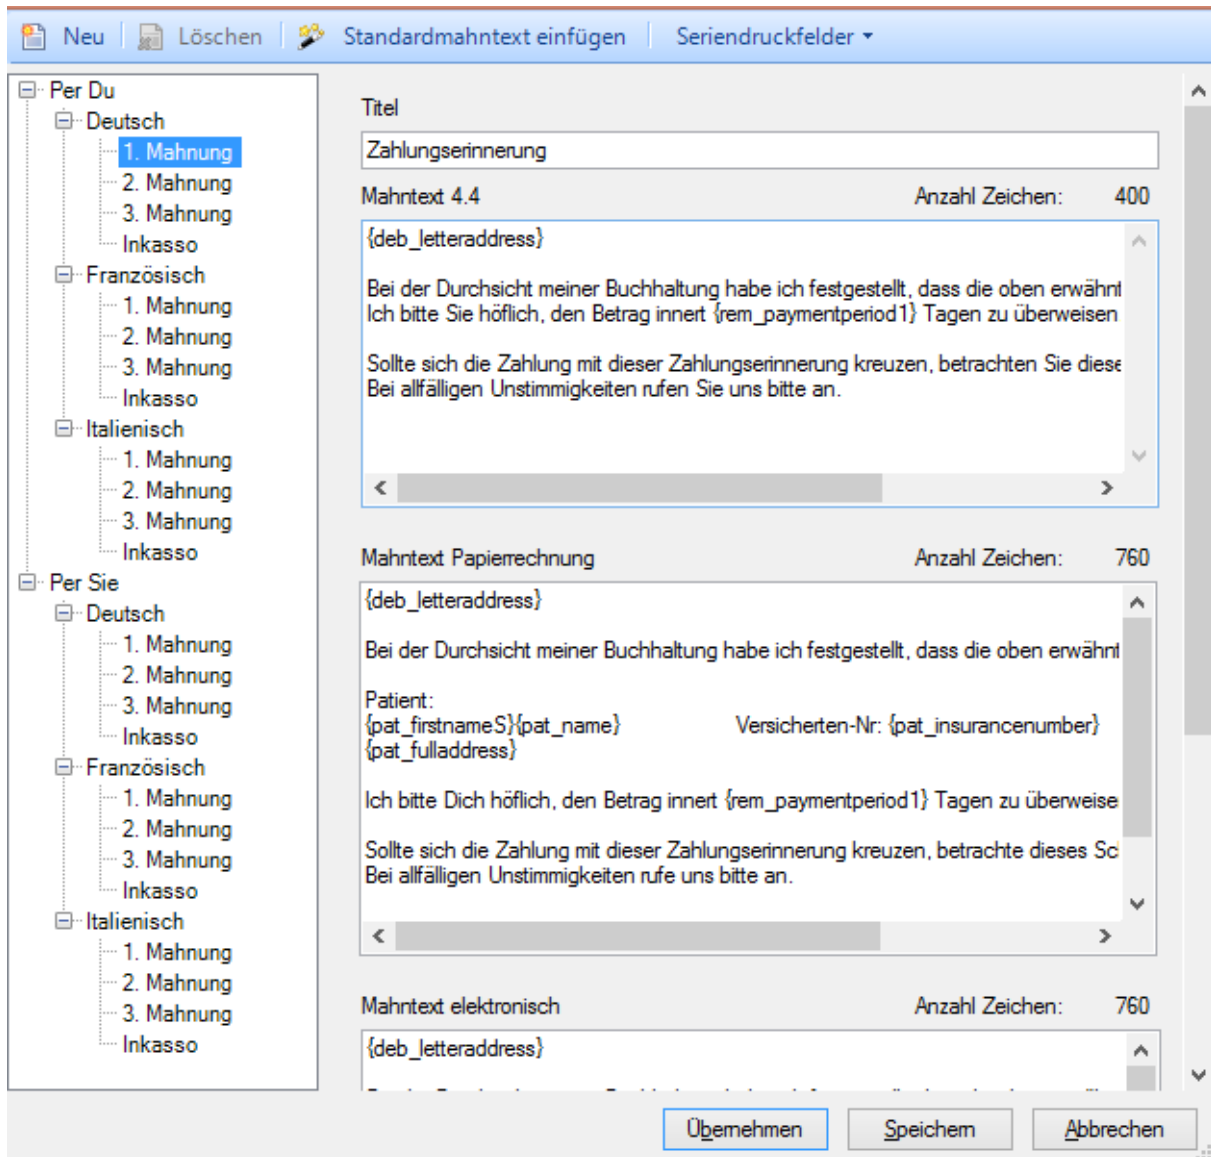 Neu Löschen Standardmahntext einfügen Seriendruckfelder
Per Du
Deutsch
1. Mahnung
2. Mahnung
3. Mahnung
Inkasso
Französisch
1. Mahnung
2. Mahnung
3. Mahnung
Inkasso
Italienisch
1. Mahnung
2. Mahnung
3. Mahnung
Inkasso
Per Sie
Deutsch
1. Mahnung
2. Mahnung
3. Mahnung
Inkasso
Französisch
1. Mahnung
2. Mahnung
3. Mahnung
Inkasso
Italienisch
1. Mahnung
2. Mahnung
3. Mahnung
Inkasso
Titel
Zahlungserinnerung
Mahntext 4.4 Anzahl Zeichen: 400
{deb_letteraddress}
Bei der Durchsicht meiner Buchhaltung habe ich festgestellt, dass die oben erwähnt
Ich bitte Sie höflich, den Betrag innert {rem_paymentperiod1} Tagen zu überweisen
Sollte sich die Zahlung mit dieser Zahlungserinnerung kreuzen, betrachten Sie diese
Bei allfälligen Unstimmigkeiten rufen Sie uns bitte an.
Mahntext Papierrechnung Anzahl Zeichen: 760
{deb_letteraddress}
Bei der Durchsicht meiner Buchhaltung habe ich festgestellt, dass die oben erwähnt
Patient:
{pat_firstnameS}{pat_name} Versicherten-Nr: {pat_insurancenumber}
{pat_fulladdress}
Ich bitte Dich höflich, den Betrag innert {rem_paymentperiod1} Tagen zu überweise
Sollte sich die Zahlung mit dieser Zahlungserinnerung kreuzen, betrachte dieses Sc
Bei allfälligen Unstimmigkeiten rufe uns bitte an.
Mahntext elektronisch Anzahl Zeichen: 760
{deb_letteraddress}
Übernehmen Speichern Abbrechen